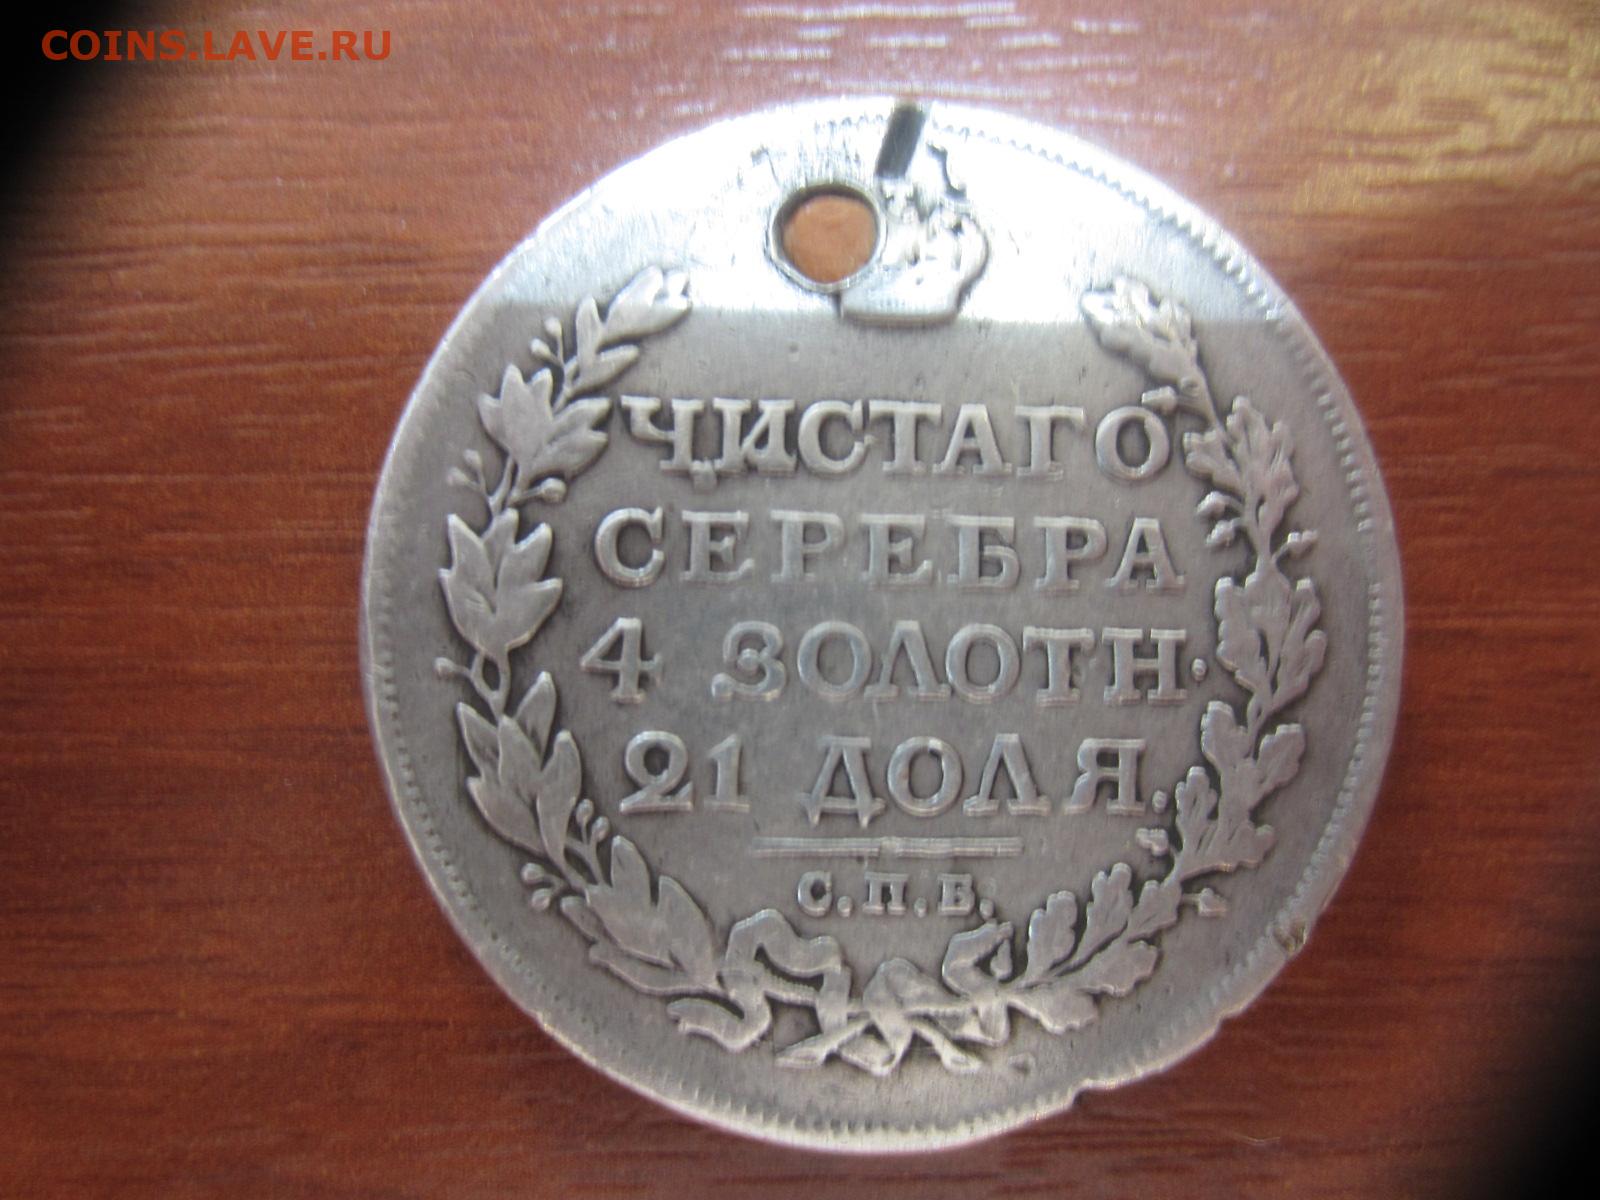 COINS.LAVE.RU
ЧИСТАГО
СЕРЕБРА
4 ЗОЛОТН.
21 ДОЛЯ.
С.П.Б.